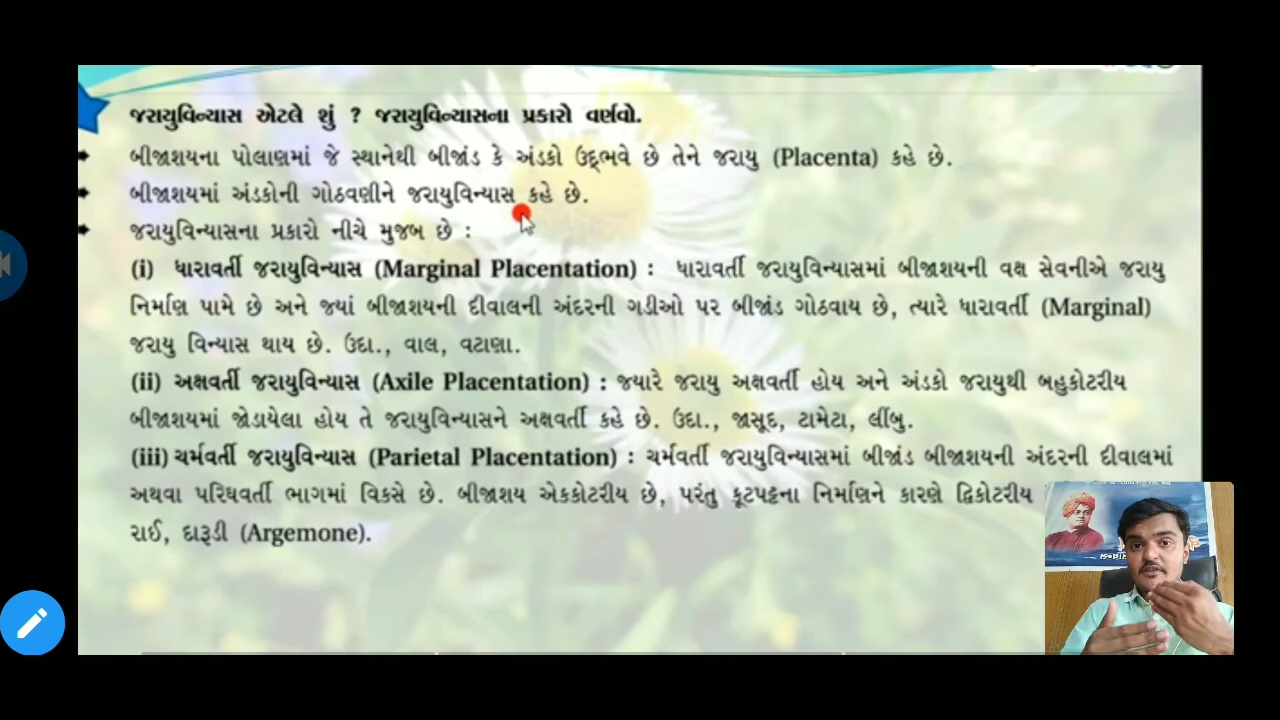 જરાયુવિન્યાસ એટલે શું ? જરાયુવિન્યાસના પ્રકારો વર્ણવો.
બીજાશયના પોલાણમાં જે સ્થાનેથી બીજાંડ કે અંડકો ઉદ્ભવે છે તેને જરાયુ (Placenta) કહે છે.
બીજાશયમાં અંડકોની ગોઠવણીને જરાયુવિન્યાસ કહે છે.
જરાયુવિન્યાસના પ્રકારો નીચે મુજબ છે :
(i) ધારાવર્તી જરાયુવિન્યાસ (Marginal Placentation) : ધારાવર્તી જરાયુવિન્યાસમાં બીજાશયની વક્ષ સેવનીએ જરાયુ
નિર્માણ પામે છે અને જ્યાં બીજાશયની દીવાલની અંદરની ગડીઓ પર બીજાંડ ગોઠવાય છે, ત્યારે ધારાવર્તી (Marginal)
જરાયુ વિન્યાસ થાય છે. ઉદા., વાલ, વટાણા.
(ii) અક્ષવર્તી જરાયુવિન્યાસ (Axile Placentation) : જ્યારે જરાયુ અક્ષવર્તી હોય અને અંડકો જરાયુથી બહુકોટરીય
બીજાશયમાં જોડાયેલા હોય તે જરાયુવિન્યાસને અક્ષવર્તી કહે છે. ઉદા., જાસૂદ, ટામેટા, લીંબુ.
(iii) ચર્મવર્તી જરાયુવિન્યાસ (Parietal Placentation) : ચર્મવર્તી જરાયુવિન્યાસમાં બીજાંડ બીજાશયની અંદરની દીવાલમાં
અથવા પરિઘવર્તી ભાગમાં વિકસે છે. બીજાશય એકકોટરીય છે, પરંતુ કૂટપટ્ટના નિર્માણને કારણે દ્વિકોટરીય
રાઈ, દારૂડી (Argemone).